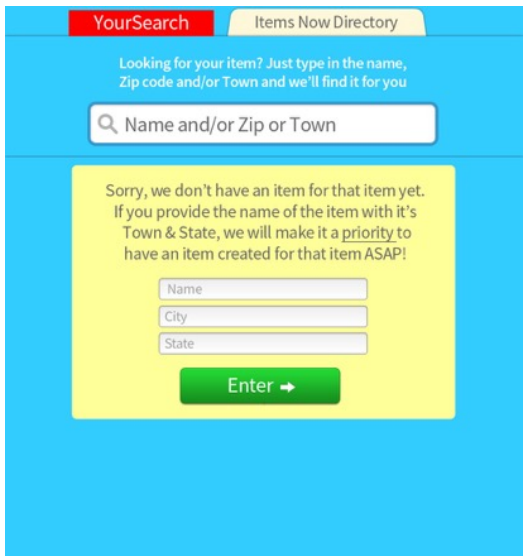 YourSearch
Items Now Directory
Looking for your item? Just type in the name,
Zip code and/or Town and we'll find it for you
Name and/or Zip or Town
Sorry, we don't have an item for that item yet.
If you provide the name of the item with it's
Town & State, we will make it a priority to
have an item created for that item ASAP!
Name
City
State
Enter